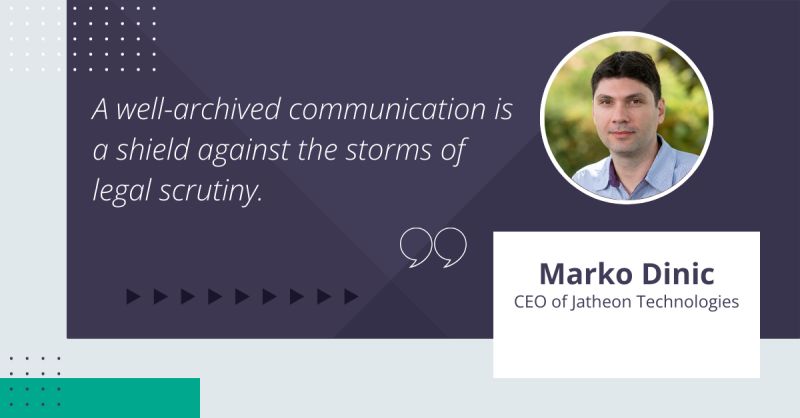 A well-archived communication is
a shield against the storms of
legal scrutiny.
Marko Dinic
CEO of Jatheon Technologies